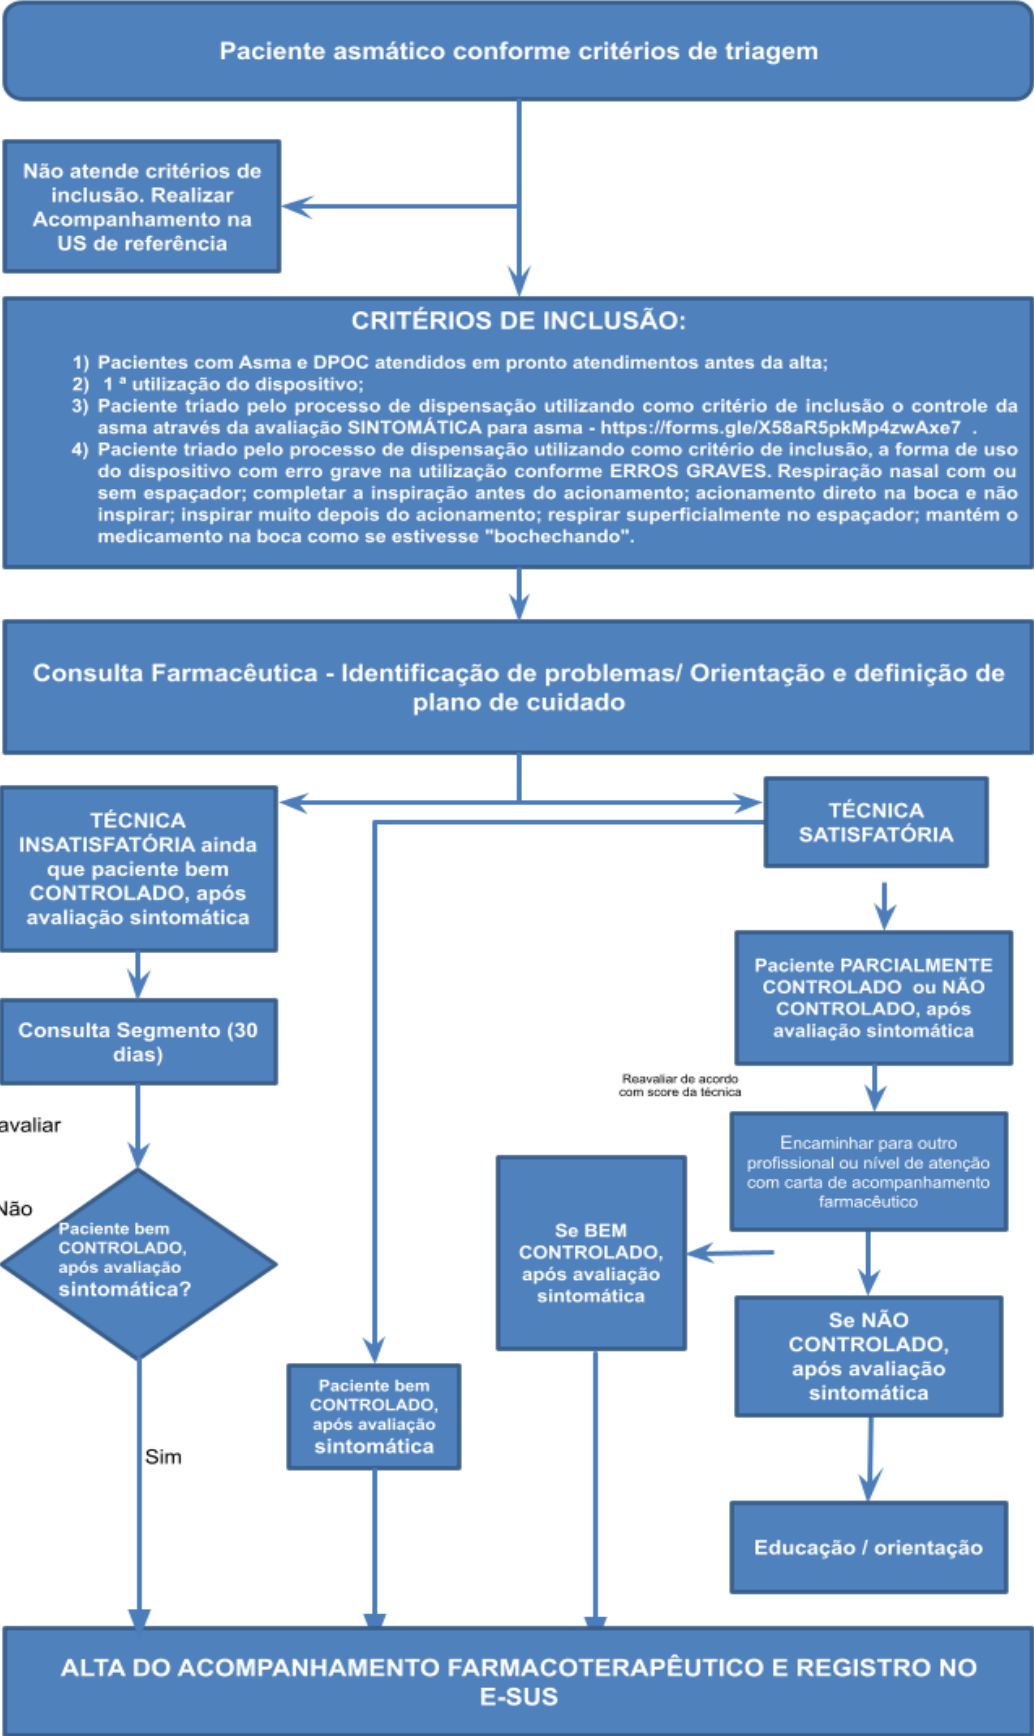 Paciente asmático conforme critérios de triagem
Não atende critérios de
inclusão. Realizar
Acompanhamento na
US de referência
CRITÉRIOS DE INCLUSÃO:
1) Pacientes com Asma e DPOC atendidos em pronto atendimentos antes da alta;
2) 1 ª utilização do dispositivo;
3) Paciente triado pelo processo de dispensação utilizando como critério de inclusão o controle da
asma através da avaliação SINTOMÁTICA para asma - https://forms.gle/X58aR5pkMp4zwAxe7 .
4) Paciente triado pelo processo de dispensação utilizando como critério de inclusão, a forma de uso
do dispositivo com erro grave na utilização conforme ERROS GRAVES. Respiração nasal com ou
sem espaçador; completar a inspiração antes do acionamento; acionamento direto na boca e não
inspirar; inspirar muito depois do acionamento; respirar superficialmente no espaçador; mantém o
medicamento na boca como se estivesse "bochechando".
Consulta Farmacêutica - Identificação de problemas/ Orientação e definição de
plano de cuidado
TÉCNICA
INSATISFATÓRIA ainda
que paciente bem
CONTROLADO, após
avaliação sintomática
TÉCNICA
SATISFATÓRIA
Paciente PARCIALMENTE
CONTROLADO ou NÃO
CONTROLADO, após
avaliação sintomática
Consulta Segmento (30
dias)
Reavaliar de acordo
com score da técnica
avaliar
Encaminhar para outro
profissional ou nível de atenção
com carta de acompanhamento
farmacêutico
Não
Paciente bem
CONTROLADO,
após avaliação
sintomática?
Se BEM
CONTROLADO,
após avaliação
sintomática
Se NÃO
CONTROLADO,
após avaliação
sintomática
Paciente bem
CONTROLADO,
após avaliação
sintomática
Sim
Educação / orientação
ALTA DO ACOMPANHAMENTO FARMACOTERAPÊUTICO E REGISTRO NO
E-SUS